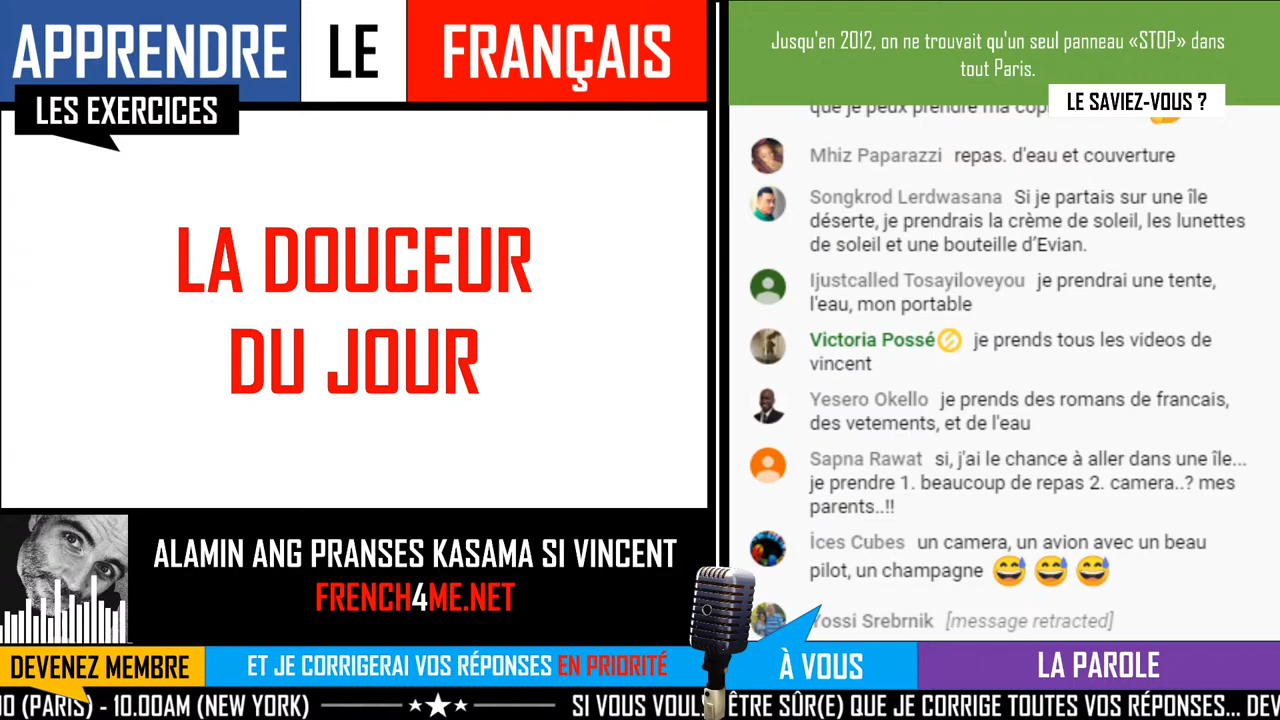 APPRENDRE LE FRANÇAIS
LES EXERCICES
LA DOUCEUR
DU JOUR
ALAMIN ANG PRANSES KASAMA SI VINCENT
FRENCH4ME.NET
Jusqu'en 2012, on ne trouvait qu'un seul panneau «STOP» dans
tout Paris.
LE SAVIEZ-VOUS ?
que je peux prendre ma
Mhiz Paparazzi repas. d'eau et couverture
Songkrod Lerdwasana Si je partais sur une île
déserte, je prendrais la crème de soleil, les lunettes
de soleil et une bouteille d'Evian.
Ijustcalled Tosayiloveyou je prendrai une tente,
l'eau, mon portable
Victoria Possé je prends tous les videos de
vincent
Yesero Okello je prends des romans de francais,
des vetements, et de l'eau
Sapna Rawat si, j'ai le chance à aller dans une île...
je prendre 1. beaucoup de repas 2. camera..? mes
parents..!!
İces Cubes un camera, un avion avec un beau
pilot, un champagne 😅 😅 😅
Yossi Srebrnik [message retracted]
DEVENEZ MEMBRE
ET JE CORRIGERAI VOS RÉPONSES EN PRIORITÉ
À VOUS
LA PAROLE
(PARIS) - 10.00AM (NEW YORK) SI VOUS ÊTRE SÛR(E) QUE JE CORRIGE TOUTES VOS RÉPONSES...